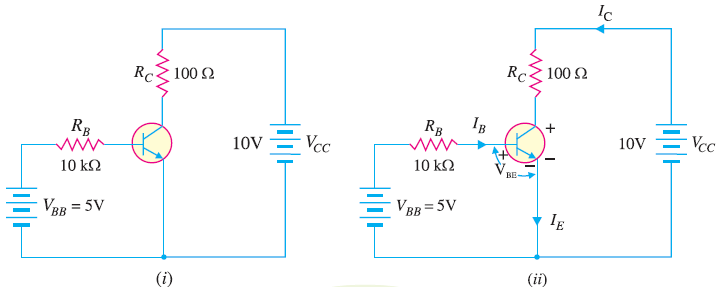 R_C 100 Ω
R_B
10 kΩ
10V V_CC
V_BB = 5V
(i)
I_C
R_C 100 Ω
R_B
I_B
+
10 kΩ
+
V_BE
–
–
10V V_CC
V_BB = 5V
I_E
(ii)